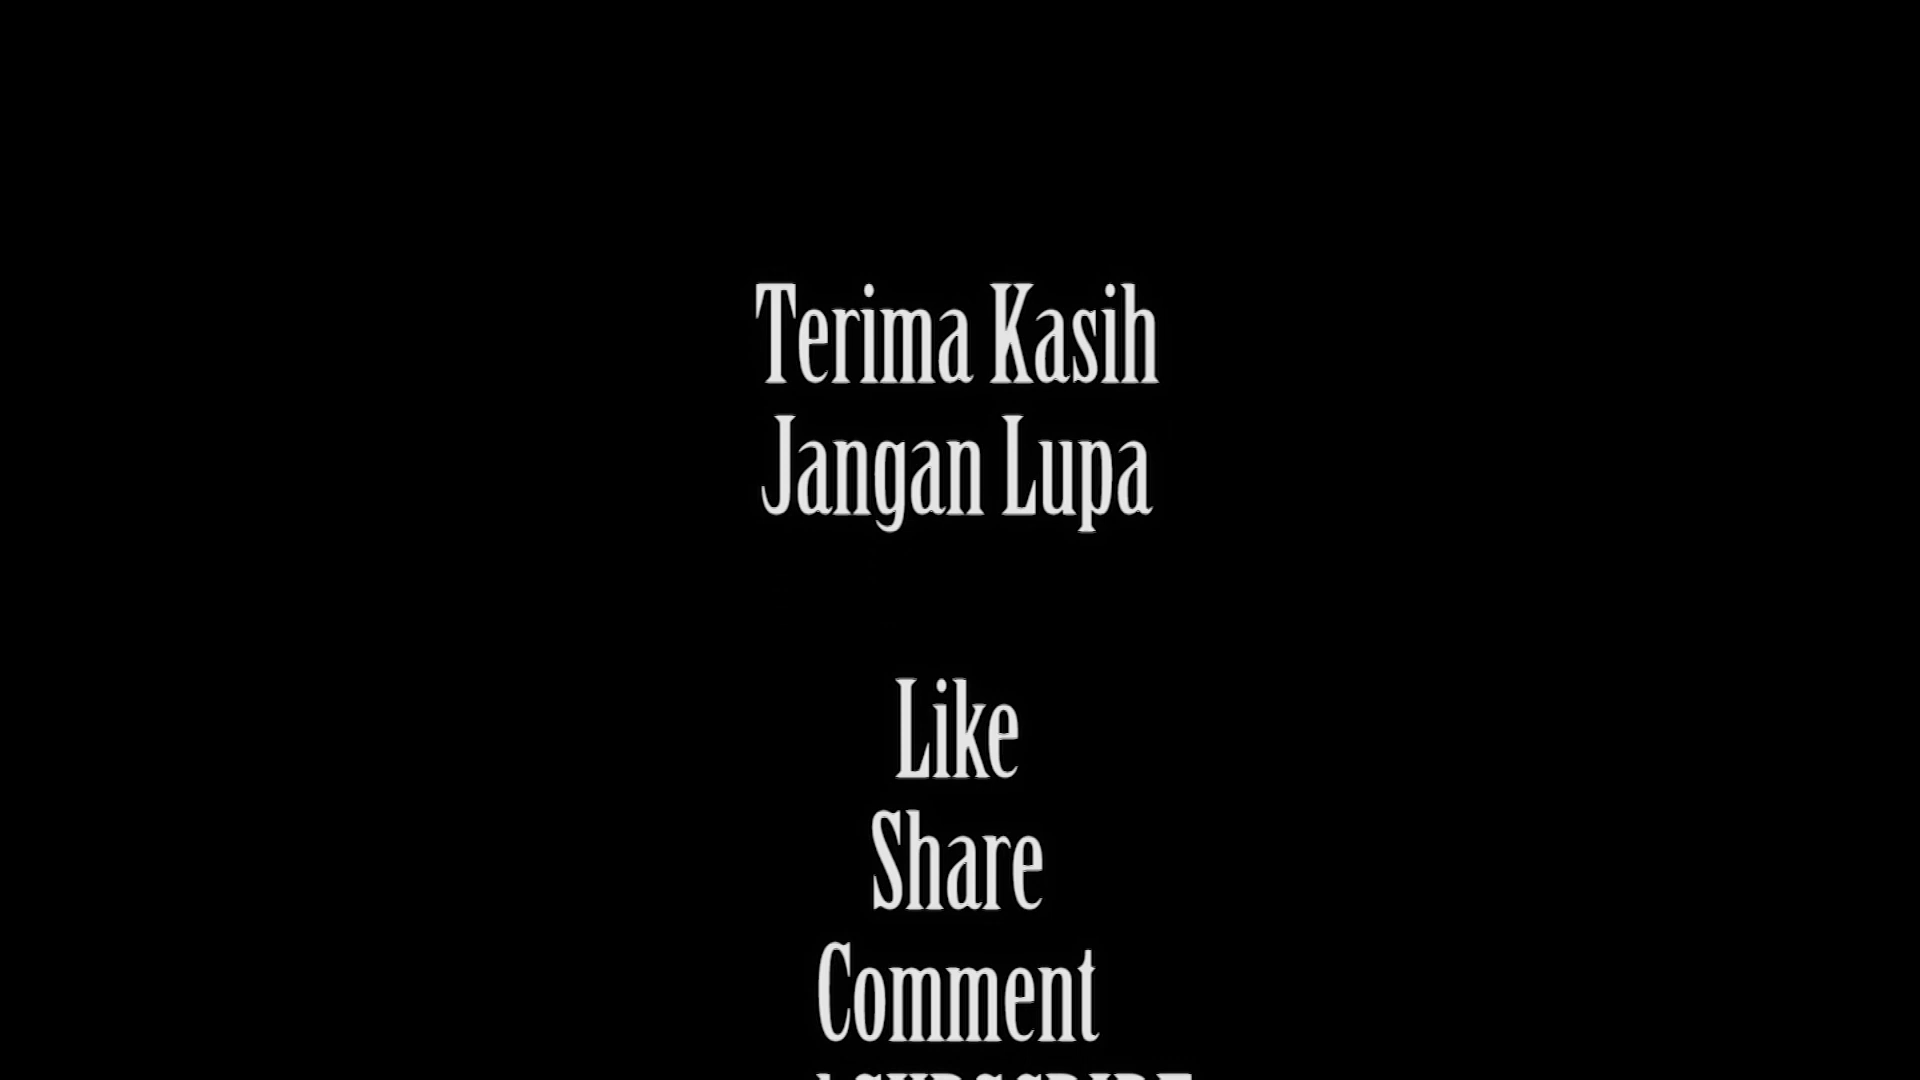 Terima Kasih
Jangan Lupa
Like
Share
Comment